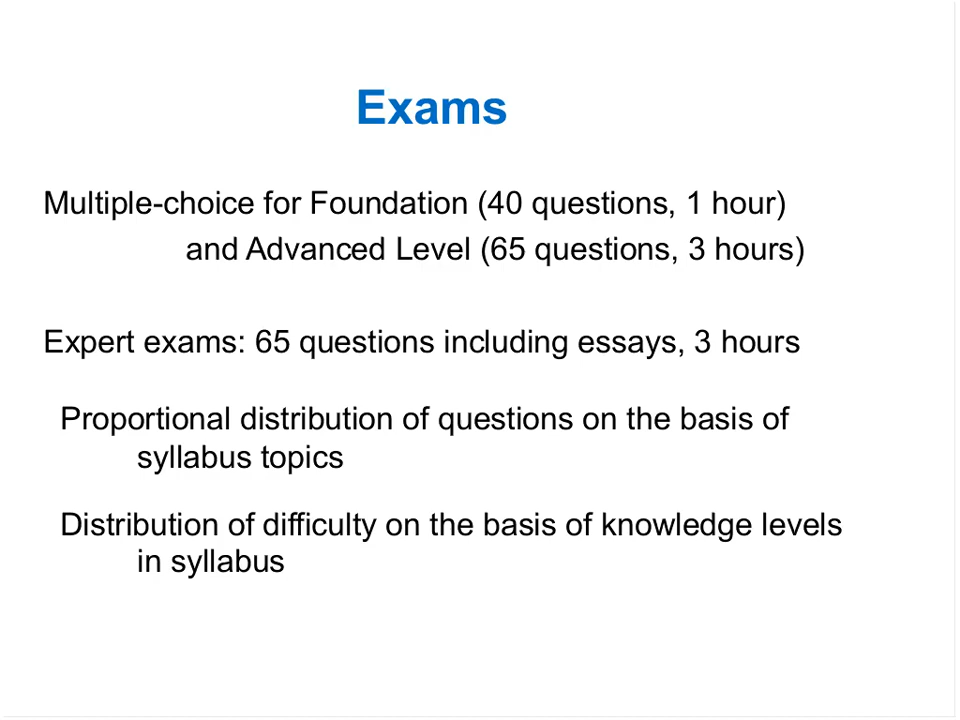 Exams
Multiple-choice for Foundation (40 questions, 1 hour)
and Advanced Level (65 questions, 3 hours)
Expert exams: 65 questions including essays, 3 hours
Proportional distribution of questions on the basis of
syllabus topics
Distribution of difficulty on the basis of knowledge levels
in syllabus